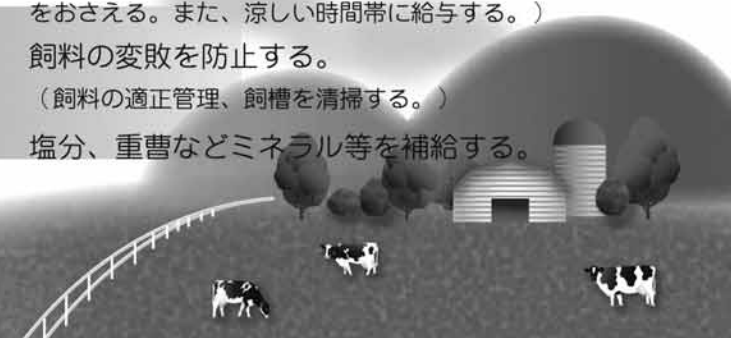 をおさえる。また、涼しい時間帯に給与する。）
飼料の変敗を防止する。
（飼料の適正管理、飼槽を清掃する。）
塩分、重曹などミネラル等を補給する。